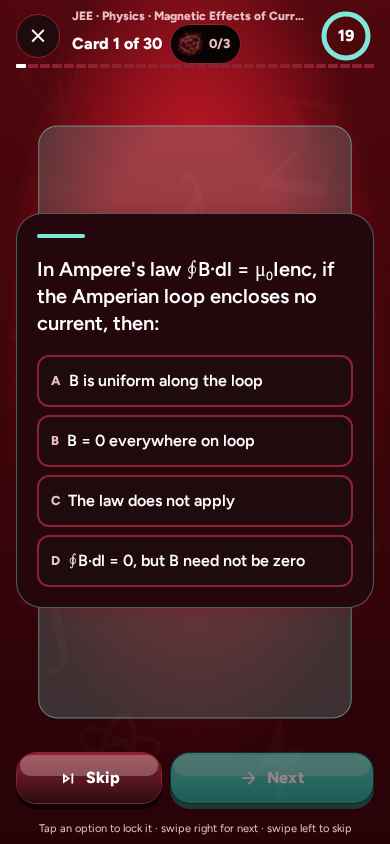 JEE · Physics · Magnetic Effects of Curr...
Card 1 of 30
0/3
19
In Ampere's law ∮B·dl = μ₀Ienc, if
the Amperian loop encloses no
current, then:
A B is uniform along the loop
B B = 0 everywhere on loop
C The law does not apply
D ∮B·dl = 0, but B need not be zero
Skip
Next
Tap an option to lock it · swipe right for next · swipe left to skip